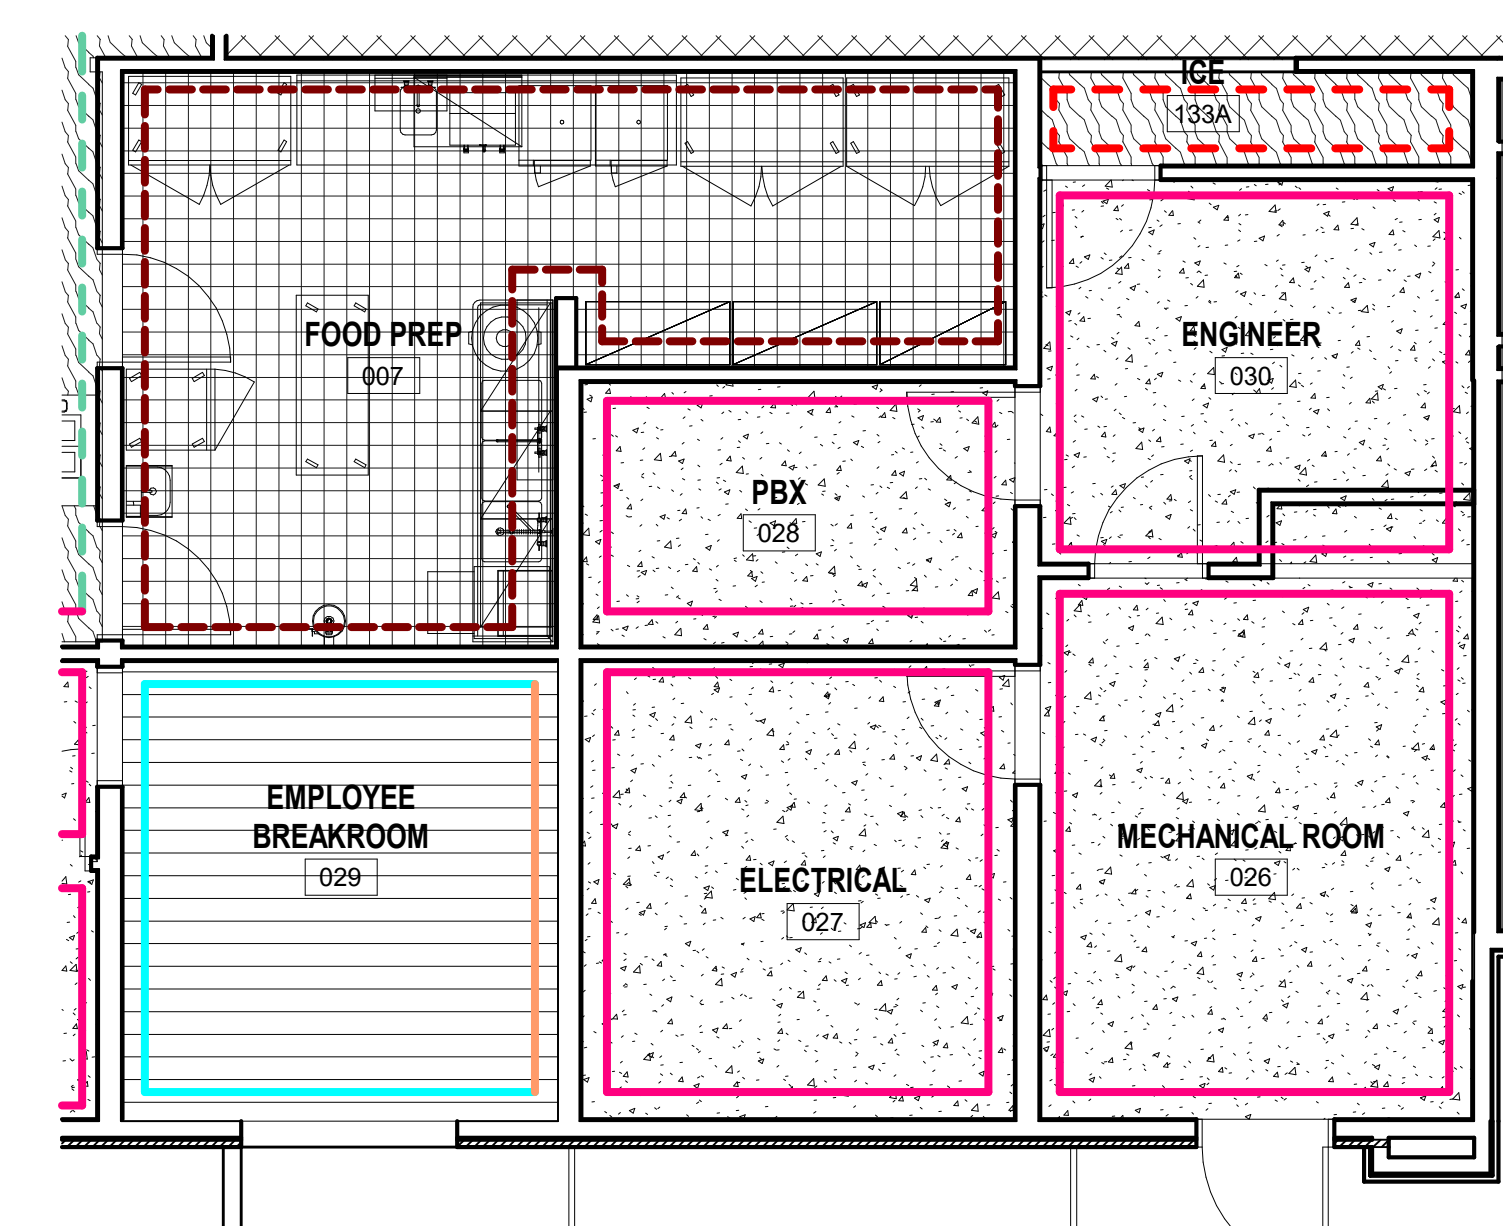 ICE
133A
FOOD PREP
007
ENGINEER
030
PBX
028
EMPLOYEE
BREAKROOM
029
ELECTRICAL
027
MECHANICAL ROOM
026